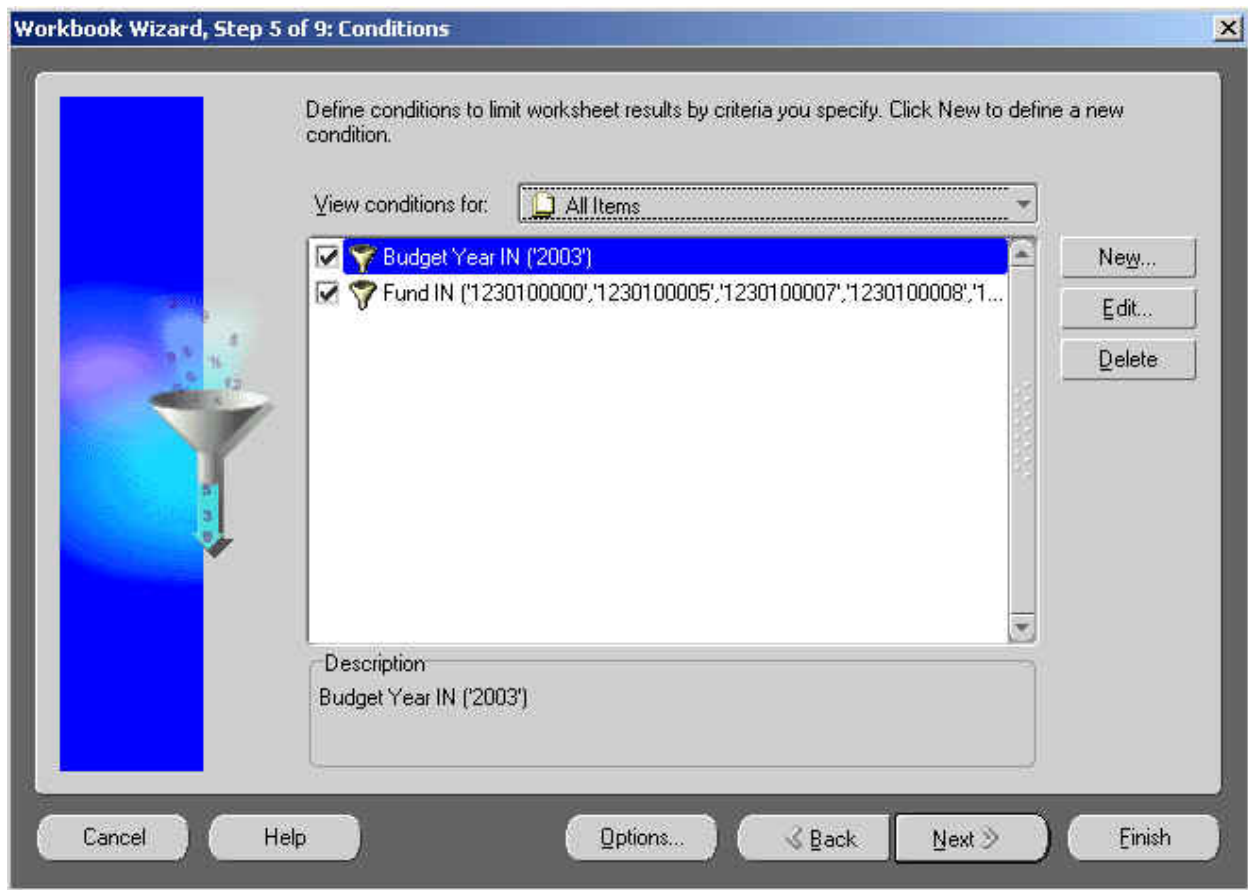 Workbook Wizard, Step 5 of 9: Conditions
Define conditions to limit worksheet results by criteria you specify. Click New to define a new
condition.
View conditions for: All Items
Budget Year IN ('2003')
Fund IN ('1230100000','1230100005','1230100007','1230100008','1...
New...
Edit...
Delete
Description
Budget Year IN ('2003')
Cancel Help Options... Back Next Finish